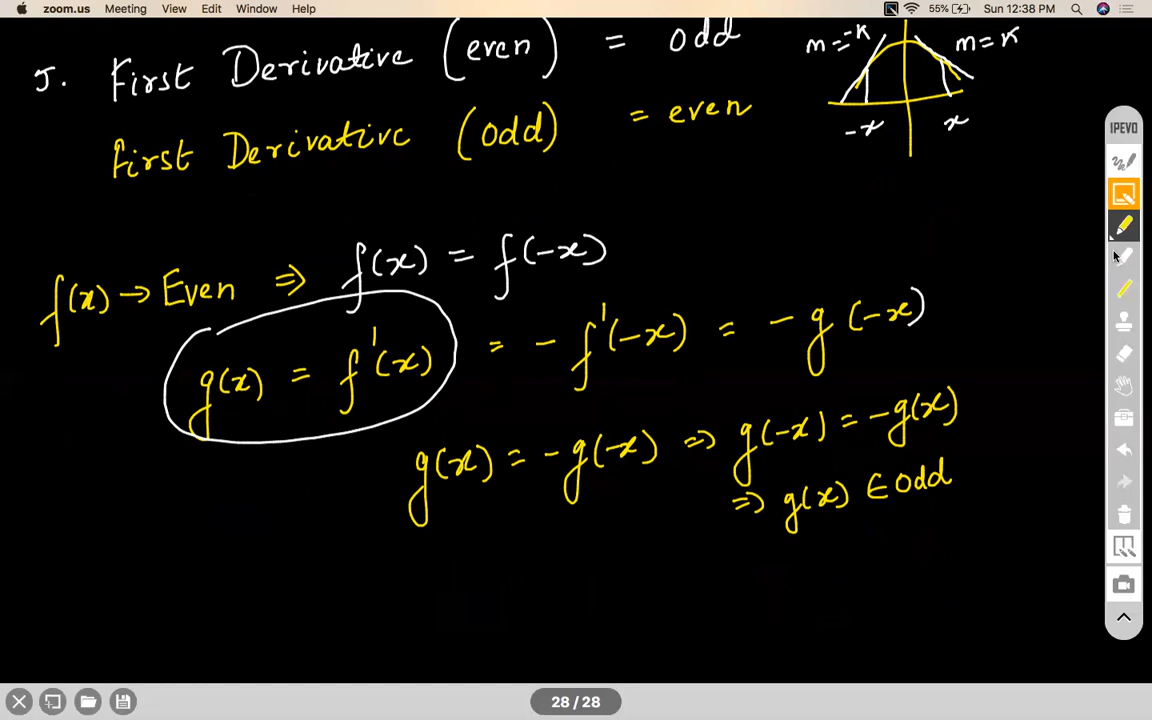 zoom.us Meeting View Edit Window Help 55% Sun 12:38 PM
5. First Derivative (even) = odd
m=-k m=k
First Derivative (odd) = even
-x x
IPEVO
f(x) → Even ⇒ f(x) = f(-x)
g(x) = f'(x) = - f'(-x) = - g(-x)
g(x) = -g(-x) ⇒ g(-x) = -g(x)
⇒ g(x) ∈ odd
28 / 28